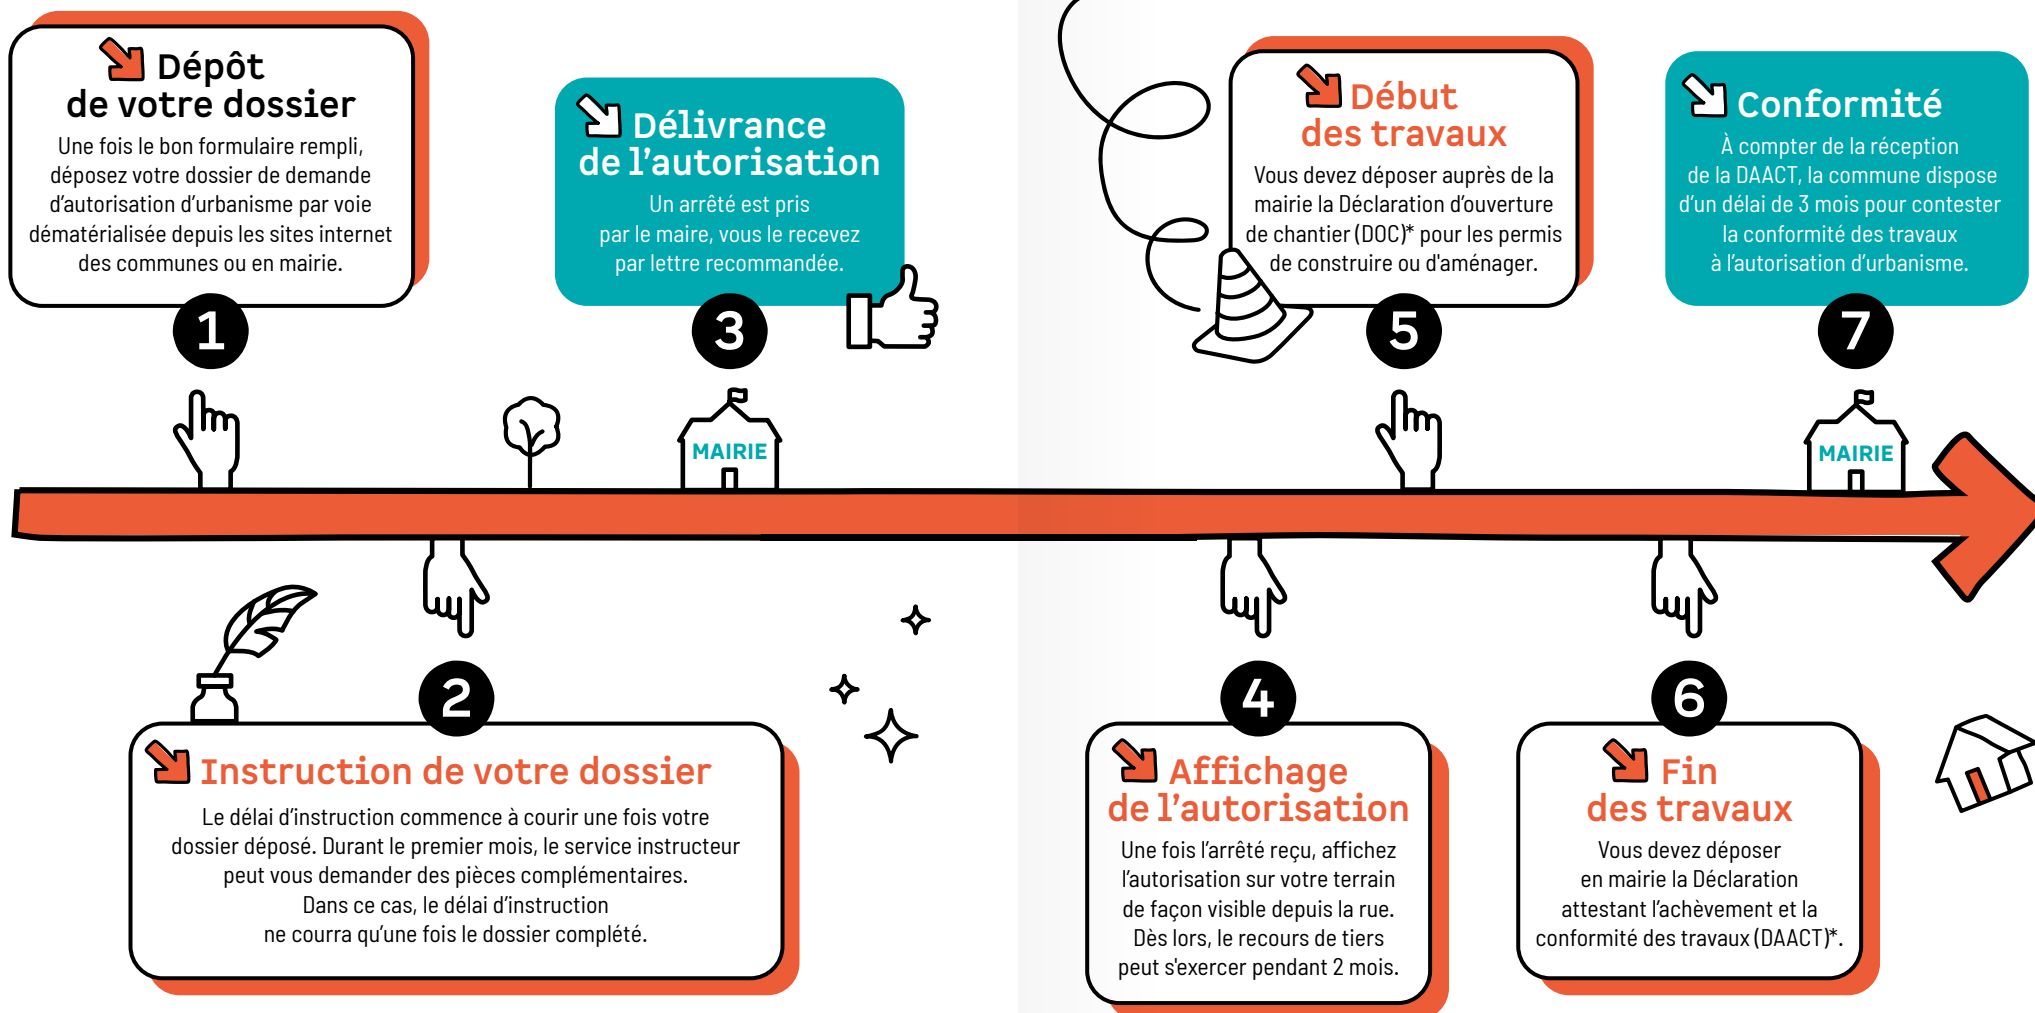 Dépôt
de votre dossier
Une fois le bon formulaire rempli,
déposez votre dossier de demande
d'autorisation d'urbanisme par voie
dématérialisée depuis les sites internet
des communes ou en mairie.
1
2
Instruction de votre dossier
Le délai d'instruction commence à courir une fois votre
dossier déposé. Durant le premier mois, le service instructeur
peut vous demander des pièces complémentaires.
Dans ce cas, le délai d'instruction
ne courra qu'une fois le dossier complété.
Délivrance
de l'autorisation
Un arrêté est pris
par le maire, vous le recevez
par lettre recommandée.
3
MAIRIE
4
Affichage
de l'autorisation
Une fois l'arrêté reçu, affichez
l'autorisation sur votre terrain
de façon visible depuis la rue.
Dès lors, le recours de tiers
peut s'exercer pendant 2 mois.
Début
des travaux
Vous devez déposer auprès de la
mairie la Déclaration d'ouverture
de chantier (DOC)* pour les permis
de construire ou d'aménager.
5
6
Fin
des travaux
Vous devez déposer
en mairie la Déclaration
attestant l'achèvement et la
conformité des travaux (DAACT)*.
Conformité
À compter de la réception
de la DAACT, la commune dispose
d'un délai de 3 mois pour contester
la conformité des travaux
à l'autorisation d'urbanisme.
7
MAIRIE